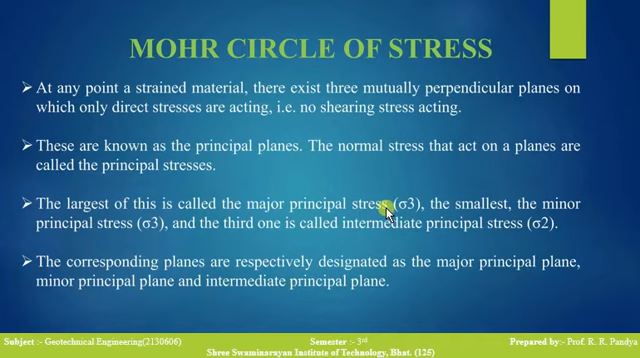 MOHR CIRCLE OF STRESS
➢ At any point a strained material, there exist three mutually perpendicular planes on
which only direct stresses are acting, i.e. no shearing stress acting.
➢ These are known as the principal planes. The normal stress that act on a planes are
called the principal stresses.
➢ The largest of this is called the major principal stress (σ3), the smallest, the minor
principal stress (σ3), and the third one is called intermediate principal stress (σ2).
➢ The corresponding planes are respectively designated as the major principal plane,
minor principal plane and intermediate principal plane.
Subject :- Geotechnical Engineering(2130606) Semester :- 3rd Prepared by:- Prof. R. R. Pandya
Shree Swaminarayan Institute of Technology, Bhat. (125)